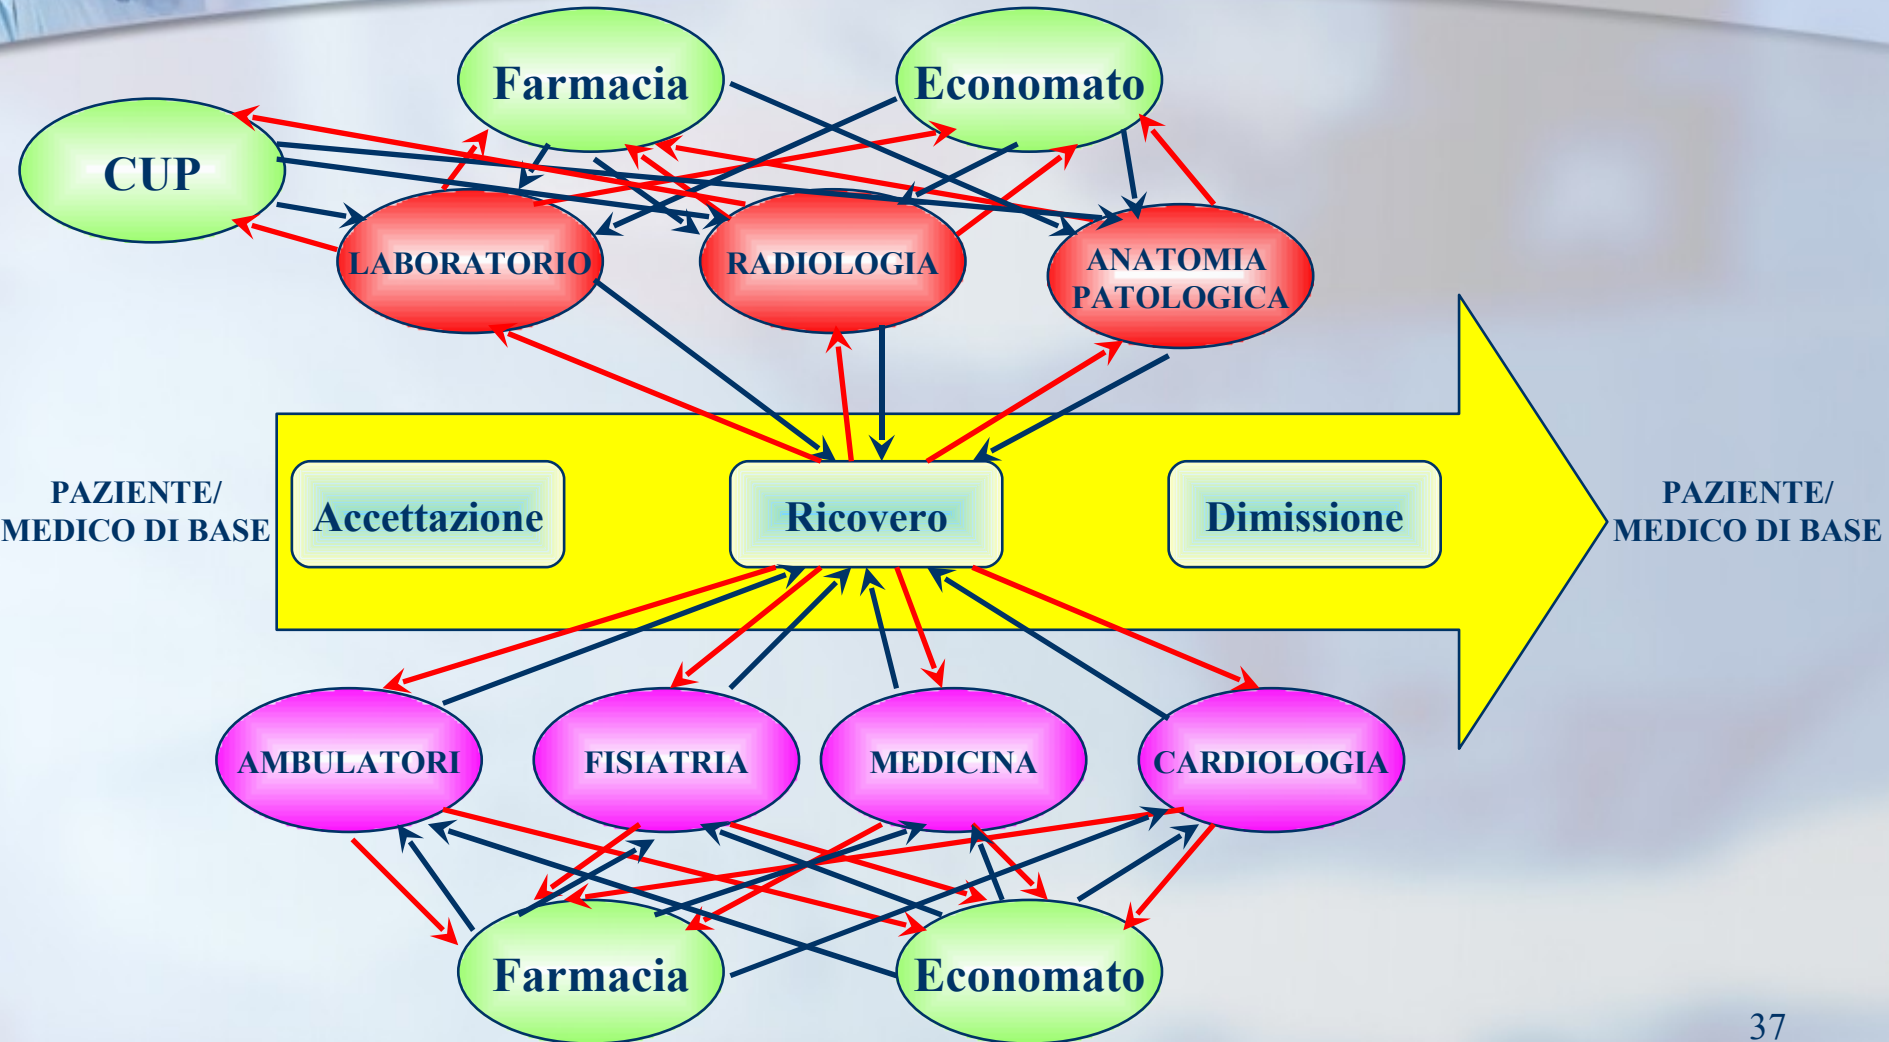 Farmacia
Economato
CUP
LABORATORIO
RADIOLOGIA
ANATOMIA
PATOLOGICA
PAZIENTE/
MEDICO DI BASE
Accettazione
Ricovero
Dimissione
PAZIENTE/
MEDICO DI BASE
AMBULATORI
FISIATRIA
MEDICINA
CARDIOLOGIA
Farmacia
Economato
37